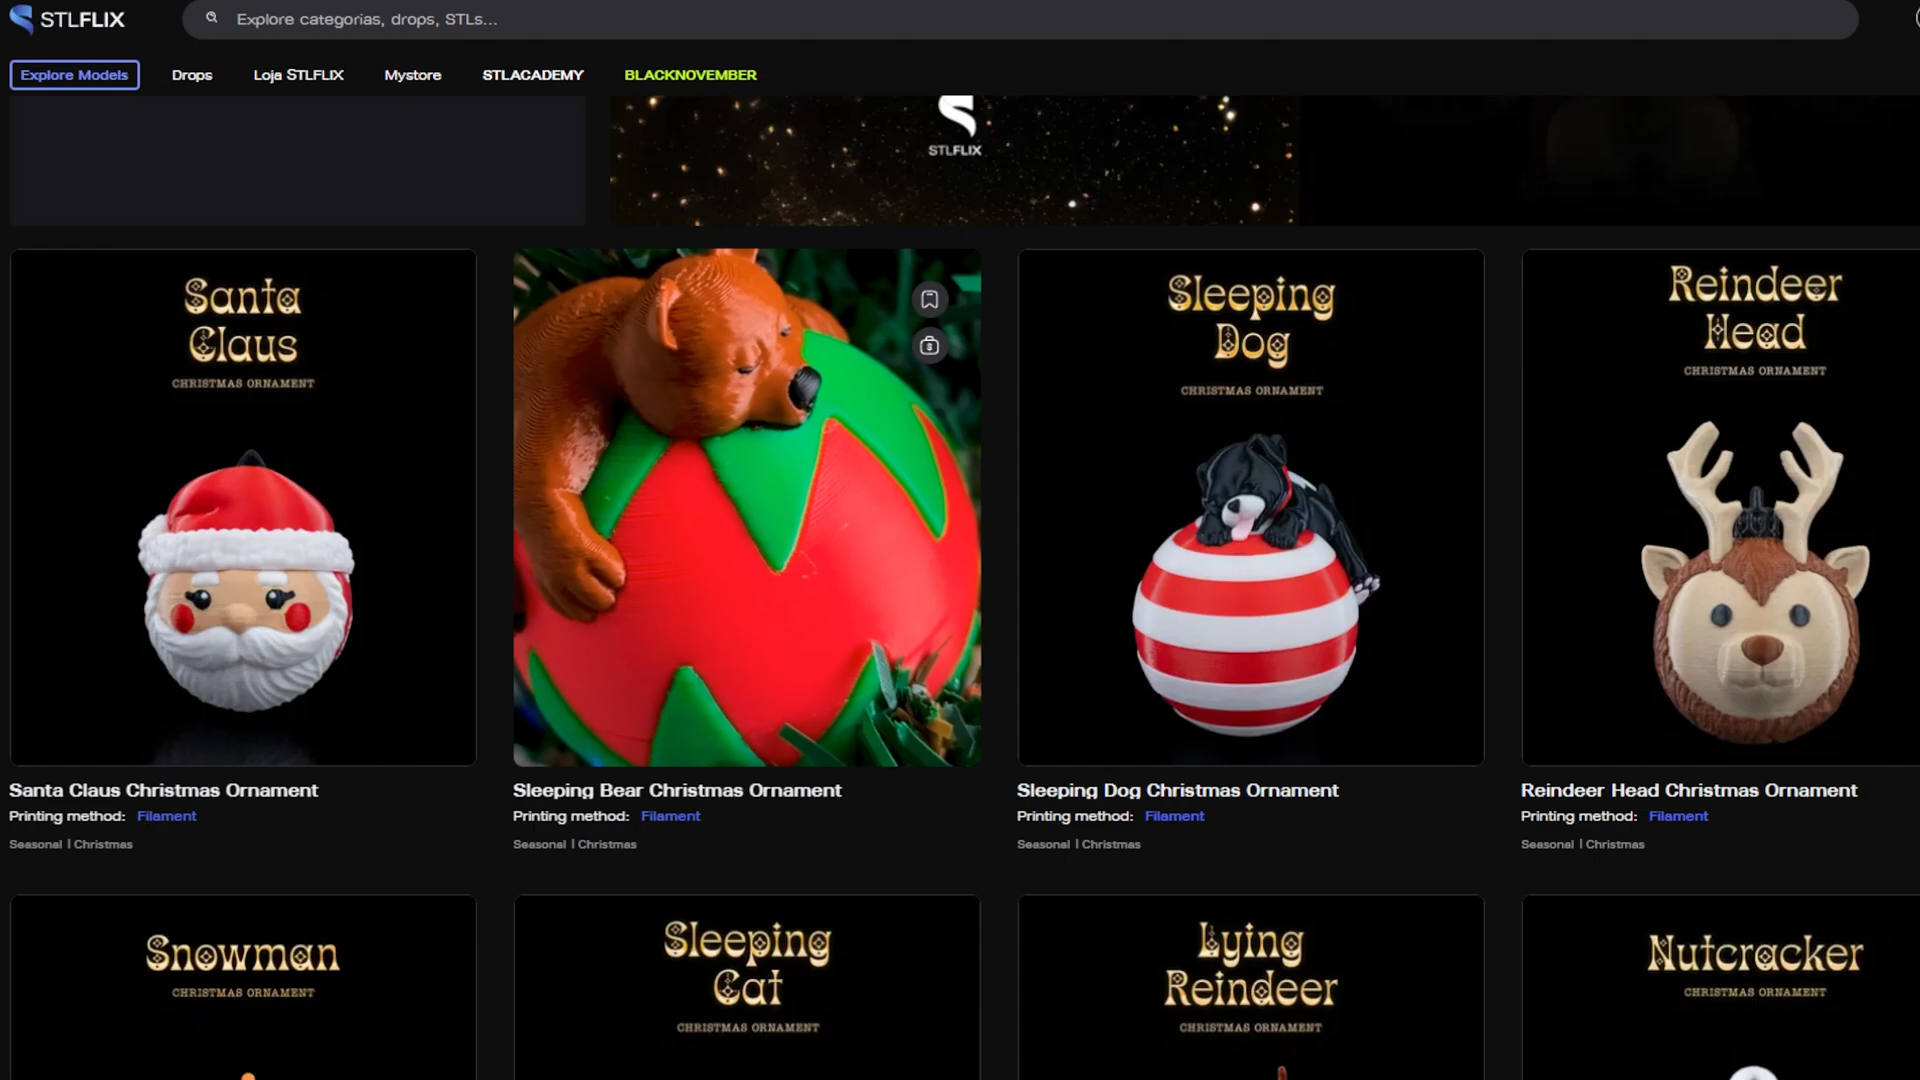 STLFLIX
Explore categorias, drops, STLs...
Explore Models
Drops
Loja STLFLIX
Mystore
STLACADEMY
BLACKNOVEMBER
STLFLIX
Santa
Claus
CHRISTMAS ORNAMENT
Sleeping
Dog
CHRISTMAS ORNAMENT
Reindeer
Head
CHRISTMAS ORNAMENT
Santa Claus Christmas Ornament
Printing method: Filament
Seasonal | Christmas
Sleeping Bear Christmas Ornament
Printing method: Filament
Seasonal | Christmas
Sleeping Dog Christmas Ornament
Printing method: Filament
Seasonal | Christmas
Reindeer Head Christmas Ornament
Printing method: Filament
Seasonal | Christmas
Snowman
CHRISTMAS ORNAMENT
Sleeping
Cat
CHRISTMAS ORNAMENT
Lying
Reindeer
CHRISTMAS ORNAMENT
Nutcracker
CHRISTMAS ORNAMENT